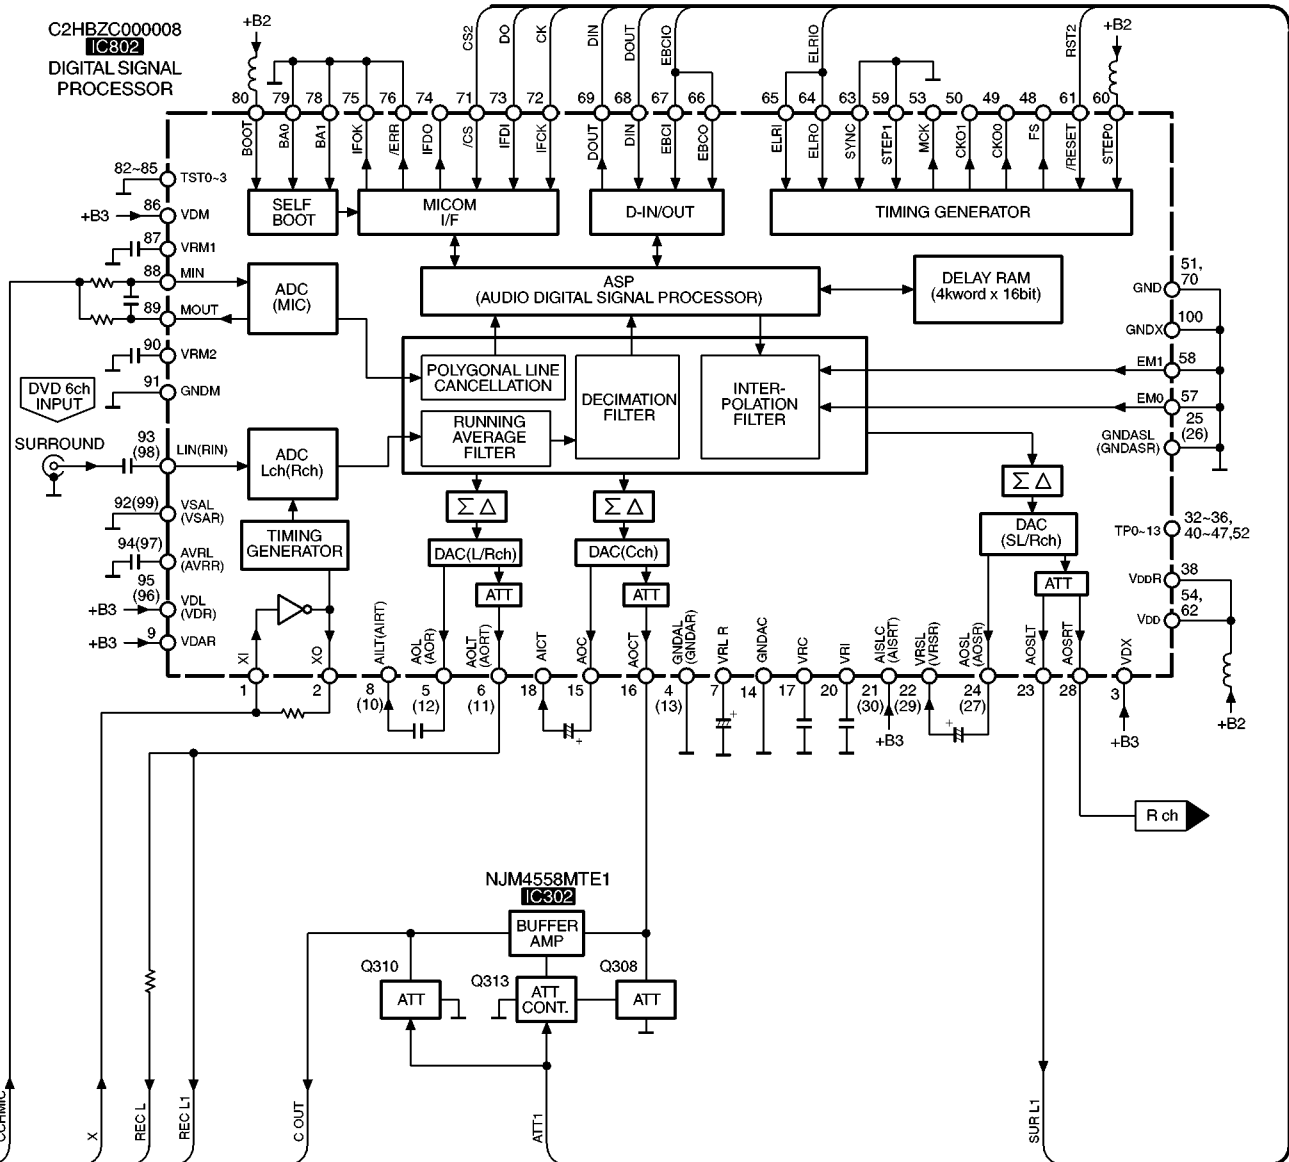 C2HBZC000008
IC802
DIGITAL SIGNAL
PROCESSOR
+B2
CS2
DO
CK
DIN
DOUT
EBCIO
ELRIO
RST2
+B2
80 79 78 75 76 74 71 73 72 69 68 67 66 65 64 63 59 53 50 49 48 61 60
BOOT
BA0
BA1
IFOK
/ERR
IFDO
/CS
IFDI
IFCK
DOUT
DIN
EBCI
EBCO
ELRI
ELRO
SYNC
STEP1
MCK
CKO1
CKO0
FS
/RESET
STEP0
82~85
TST0~3
86
+B3
VDM
87
VRM1
88
MIN
89
MOUT
90
VRM2
91
GNDM
DVD 6ch
INPUT
SURROUND
93
(98)
LIN(RIN)
92(99)
VSAL
(VSAR)
94(97)
AVRL
(AVRR)
95
(96)
+B3
VDL
(VDR)
9
+B3
VDAR
SELF
BOOT
MICOM
I/F
D-IN/OUT
TIMING GENERATOR
ADC
(MIC)
ASP
(AUDIO DIGITAL SIGNAL PROCESSOR)
DELAY RAM
(4kword x 16bit)
POLYGONAL LINE
CANCELLATION
RUNNING
AVERAGE
FILTER
DECIMATION
FILTER
INTER-
POLATION
FILTER
ADC
Lch(Rch)
TIMING
GENERATOR
Σ Δ
DAC(L/Rch)
ATT
Σ Δ
DAC(Cch)
ATT
Σ Δ
DAC
(SL/Rch)
ATT
51,
70
GND
100
GNDX
58
EM1
57
EM0
25
(26)
GNDASL
(GNDASR)
TP0~13
32~36,
40~47,52
38
VDDR
54,
62
VDD
+B2
XI
XO
AILT(AIRT)
AOL
(AOR)
AOLT
(AORT)
AICT
AOC
AOCT
GNDAL
(GNDAR)
VRL R
GNDAC
VRC
VRI
AISLC
(AISRT)
VRSL
(VRSR)
AOSL
(AOSR)
AOSLT
AOSRT
VDX
1
2
8
(10)
5
(12)
6
(11)
18
15
16
4
(13)
7
14
17
20
21
(30)
22
(29)
24
(27)
23
28
3
+
+
+B3
+
+B3
R ch
NJM4558MTE1
IC302
BUFFER
AMP
Q310
ATT
Q313
ATT
CONT.
Q308
ATT
X
REC L
REC L1
C OUT
ATT1
SUR L1